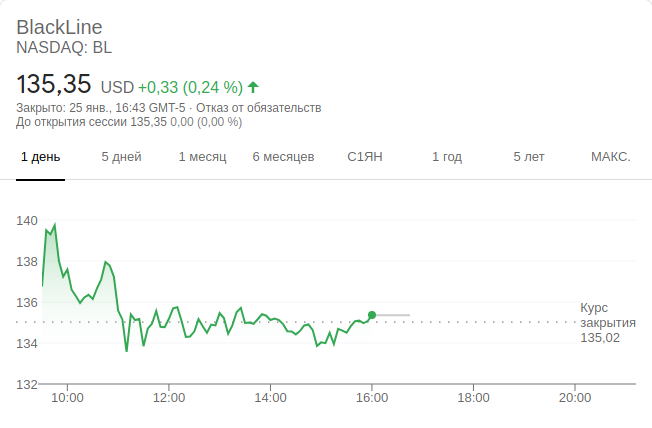 BlackLine
NASDAQ: BL
135,35 USD +0,33 (0,24 %)
Закрыто: 25 янв., 16:43 GMT-5 · Отказ от обязательств
До открытия сессии 135,35 0,00 (0,00 %)
1 день 5 дней 1 месяц 6 месяцев С1ЯН 1 год 5 лет МАКС.
140
138
136
134
132
Курс
закрытия
135,02
10:00 12:00 14:00 16:00 18:00 20:00